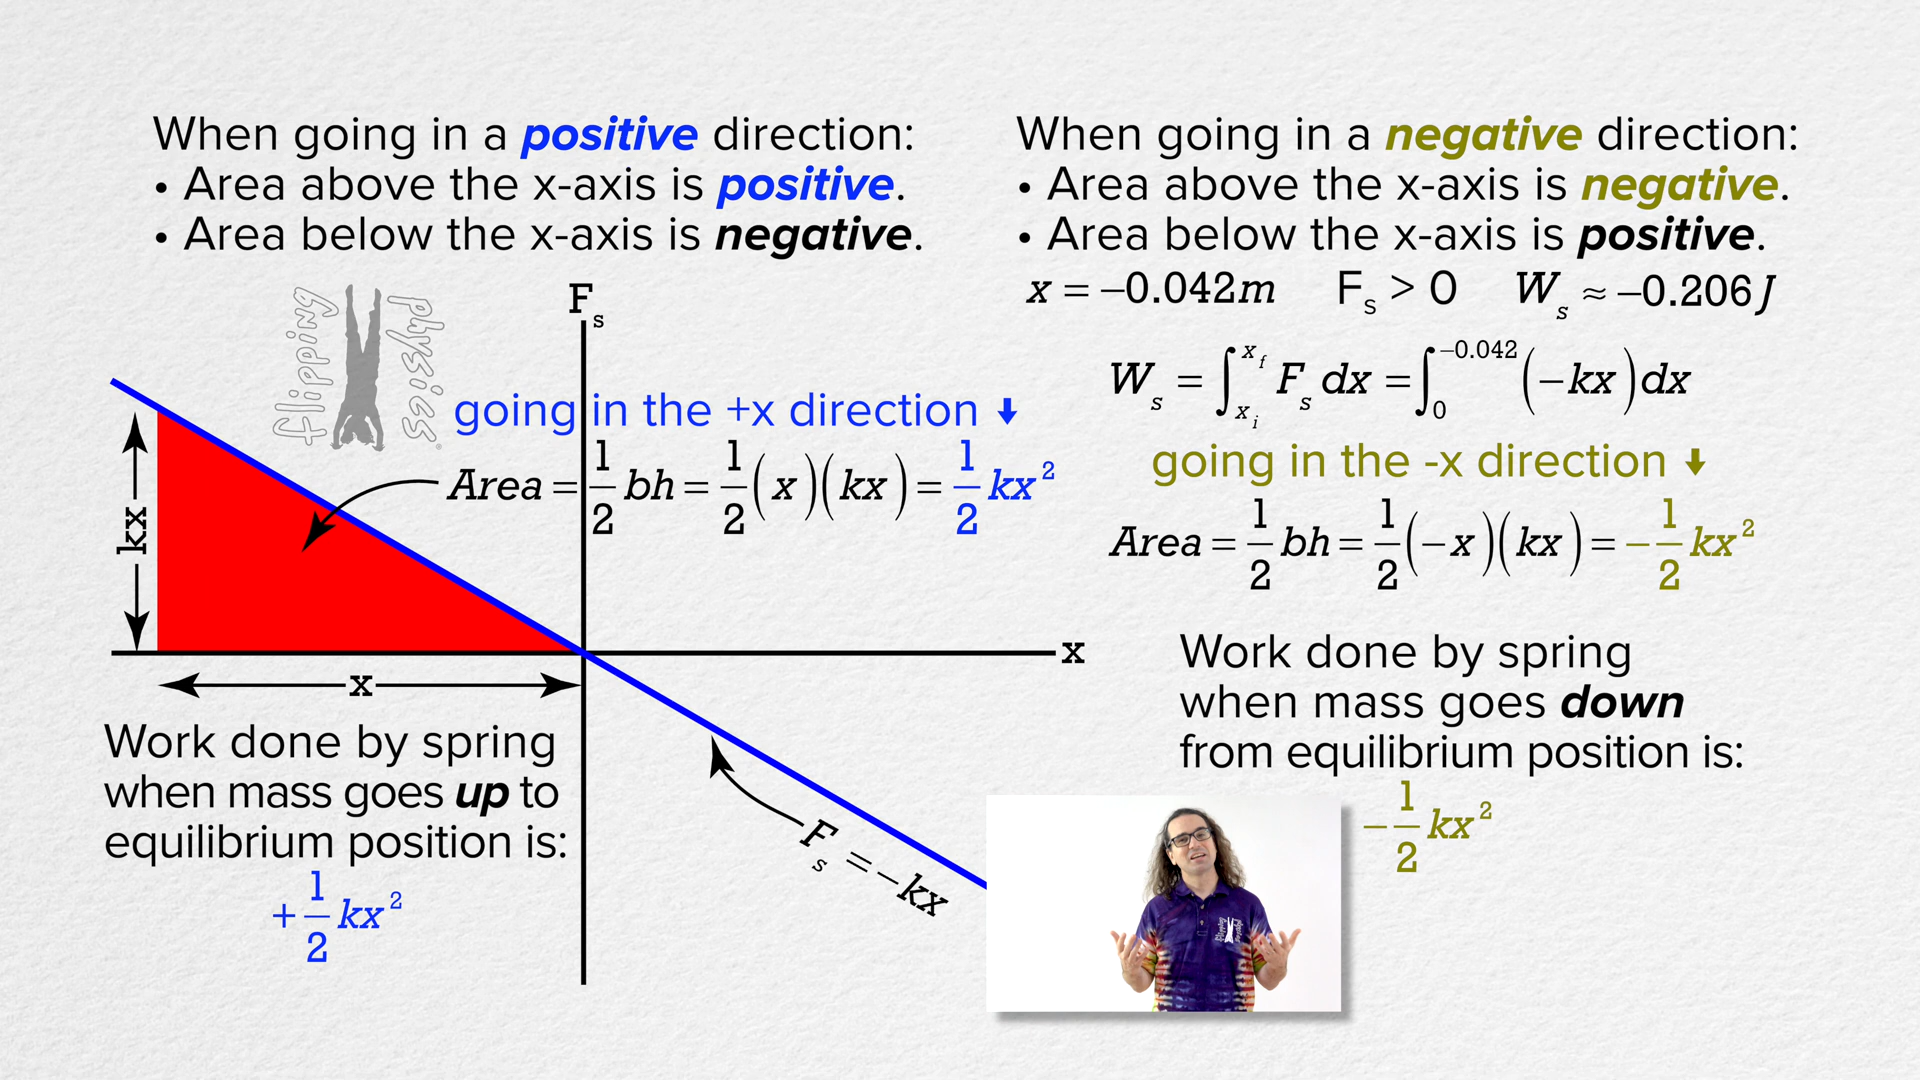 When going in a positive direction:
• Area above the x-axis is positive.
• Area below the x-axis is negative.
When going in a negative direction:
• Area above the x-axis is negative.
• Area below the x-axis is positive.
x = −0.042m F_s > 0 W_s ≈ −0.206J
W_s = ∫_{x_i}^{x_f} F_s dx = ∫_0^{−0.042} (−kx)dx
going in the -x direction ↓
Area = 1/2 bh = 1/2 (−x)(kx) = −1/2 kx²
Work done by spring
when mass goes down
from equilibrium position is:
−1/2 kx²
F_s
flipping
physics
going in the +x direction ↓
Area = 1/2 bh = 1/2 (x)(kx) = 1/2 kx²
kx
x
x
F_s = −kx
Work done by spring
when mass goes up to
equilibrium position is:
+1/2 kx²
flipping
physics